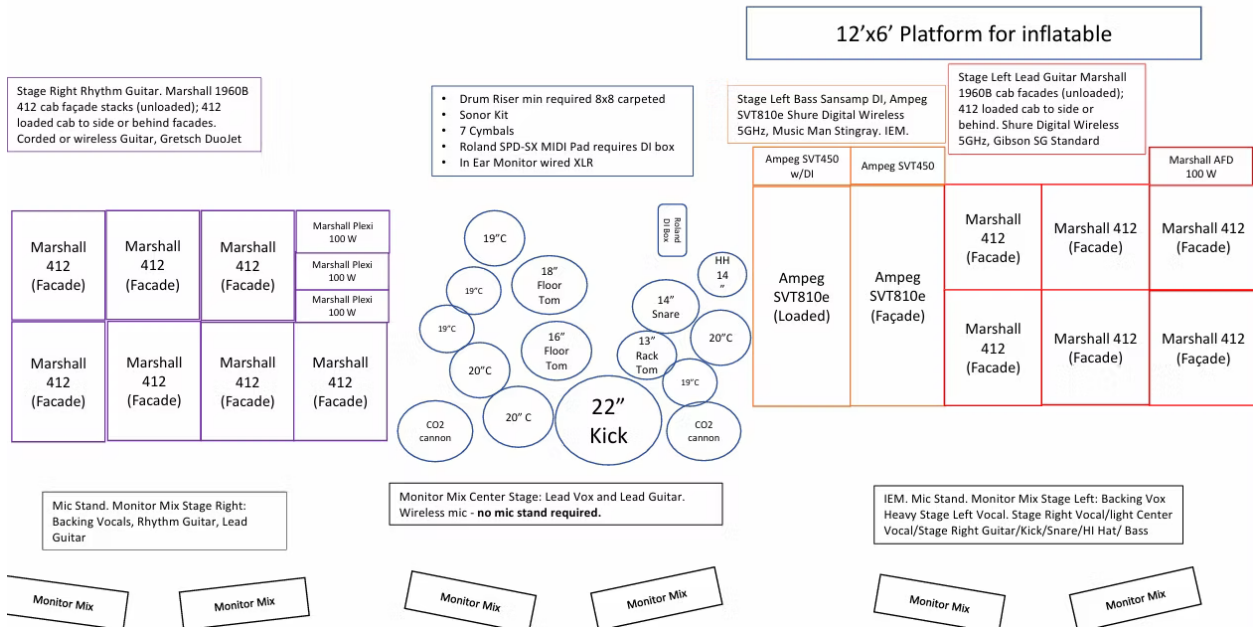 12’x6’ Platform for inflatable
Stage Right Rhythm Guitar. Marshall 1960B
412 cab façade stacks (unloaded); 412
loaded cab to side or behind facades.
Corded or wireless Guitar, Gretsch DuoJet
• Drum Riser min required 8x8 carpeted
• Sonor Kit
• 7 Cymbals
• Roland SPD-SX MIDI Pad requires DI box
• In Ear Monitor wired XLR
Stage Left Bass Sansamp DI, Ampeg
SVT810e Shure Digital Wireless
5GHz, Music Man Stingray. IEM.
Stage Left Lead Guitar Marshall
1960B cab facades (unloaded);
412 loaded cab to side or
behind. Shure Digital Wireless
5GHz, Gibson SG Standard
Ampeg SVT450
w/DI
Ampeg SVT450
Marshall AFD
100 W
Marshall
412
(Facade)
Marshall
412
(Facade)
Marshall
412
(Facade)
Marshall Plexi
100 W
Marshall Plexi
100 W
Marshall Plexi
100 W
Marshall
412
(Facade)
Marshall
412
(Facade)
Marshall
412
(Facade)
Marshall
412
(Facade)
19”C
18”
Floor
Tom
19”C
19”C
16”
Floor
Tom
20”C
20” C
CO2
cannon
22”
Kick
Roland
DI Box
HH
14
”
14”
Snare
13”
Rack
Tom
20”C
19”C
CO2
cannon
Ampeg
SVT810e
(Loaded)
Ampeg
SVT810e
(Façade)
Marshall
412
(Facade)
Marshall 412
(Facade)
Marshall 412
(Facade)
Marshall
412
(Facade)
Marshall 412
(Facade)
Marshall 412
(Façade)
Mic Stand. Monitor Mix Stage Right:
Backing Vocals, Rhythm Guitar, Lead
Guitar
Monitor Mix Center Stage: Lead Vox and Lead Guitar.
Wireless mic - no mic stand required.
IEM. Mic Stand. Monitor Mix Stage Left: Backing Vox
Heavy Stage Left Vocal. Stage Right Vocal/light Center
Vocal/Stage Right Guitar/Kick/Snare/HI Hat/ Bass
Monitor Mix
Monitor Mix
Monitor Mix
Monitor Mix
Monitor Mix
Monitor Mix